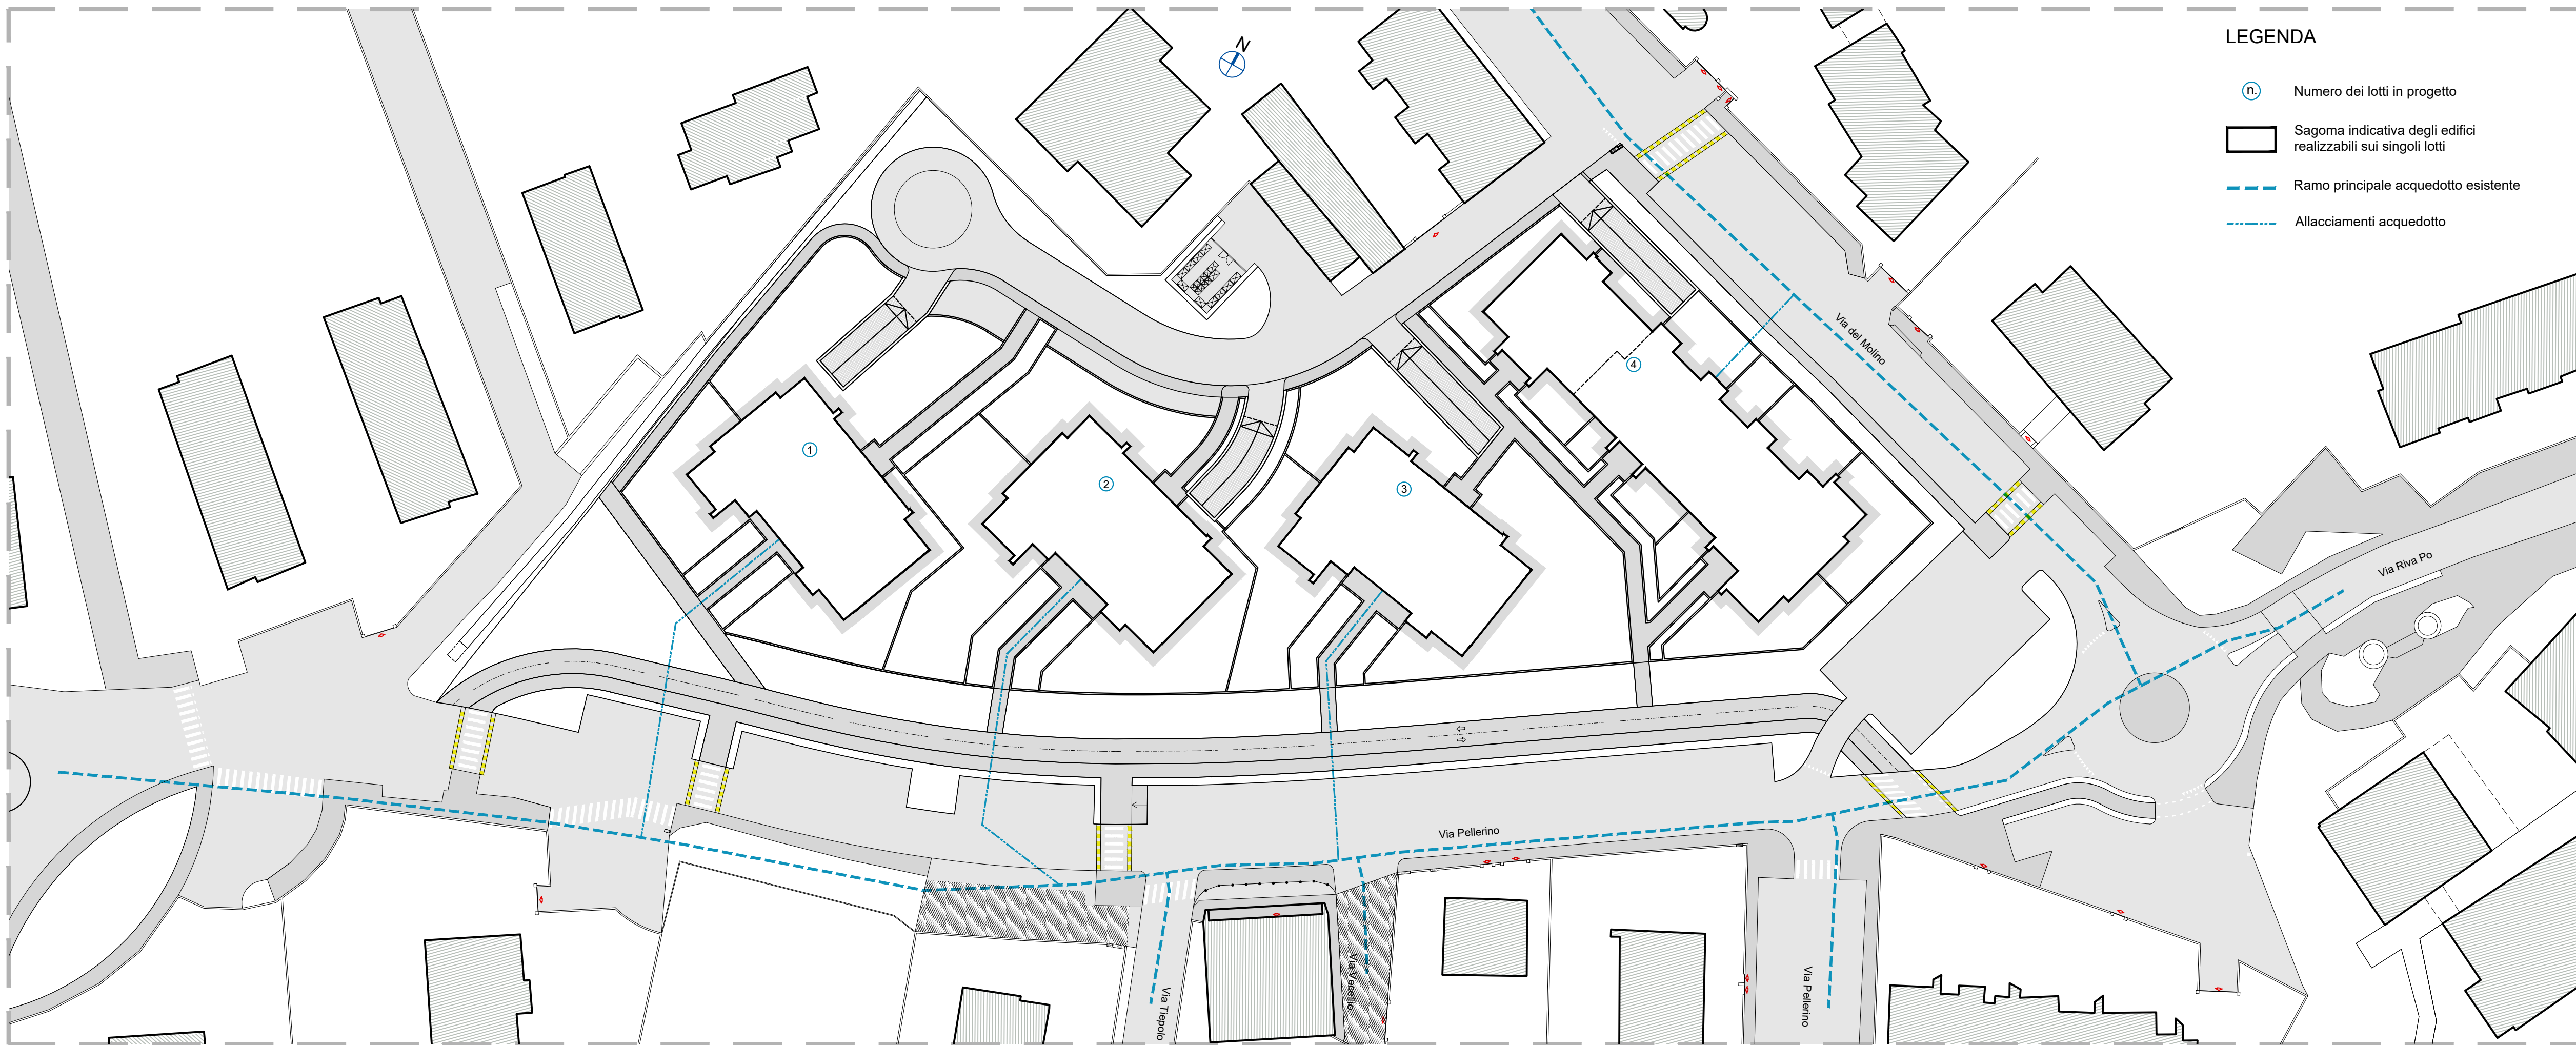 N
LEGENDA
n.
Numero dei lotti in progetto
Sagoma indicativa degli edifici
realizzabili sui singoli lotti
Ramo principale acquedotto esistente
Allacciamenti acquedotto
1
2
3
4
Via del Molino
Via Riva Po
Via Pellerino
Via Tiepolo
Via Vecellio
Via Pellerino